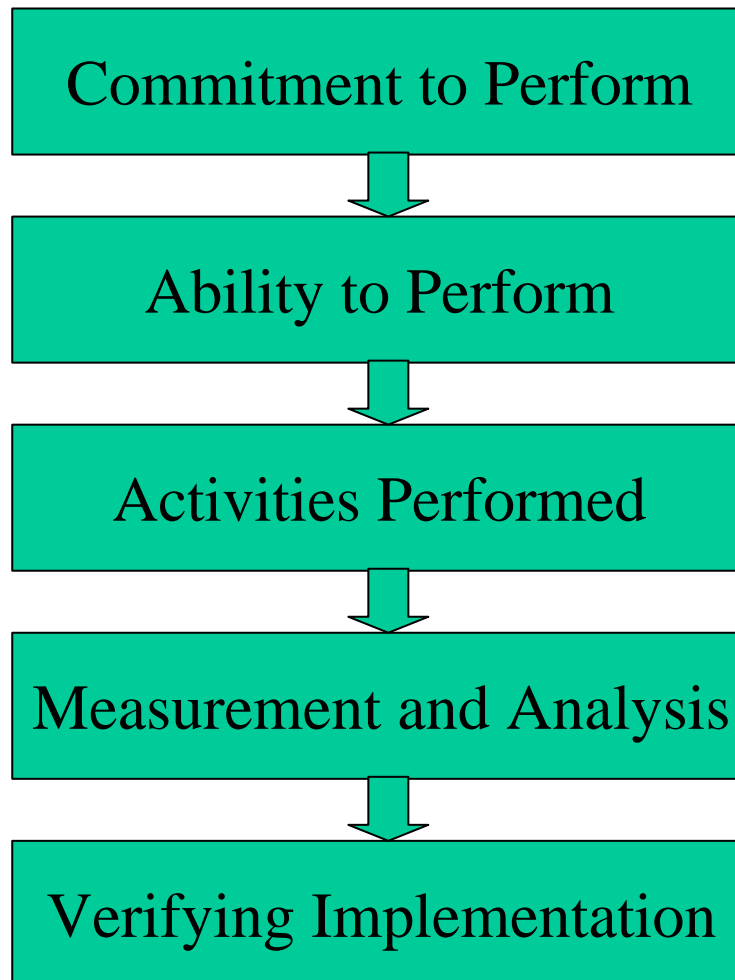 Commitment to Perform
Ability to Perform
Activities Performed
Measurement and Analysis
Verifying Implementation